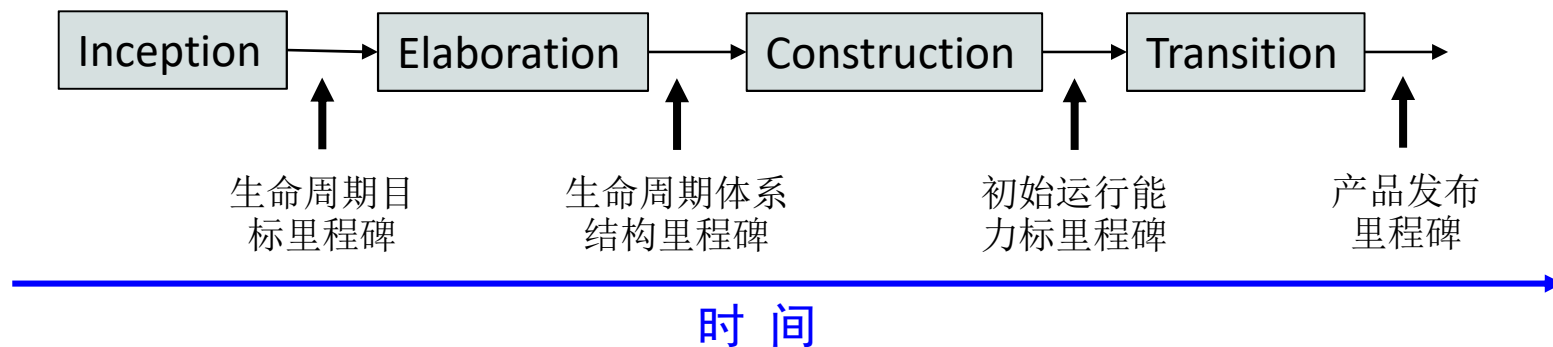 Inception
Elaboration
Construction
Transition
生命周期目
标里程碑
生命周期体系
结构里程碑
初始运行能
力标里程碑
产品发布
里程碑
时 间